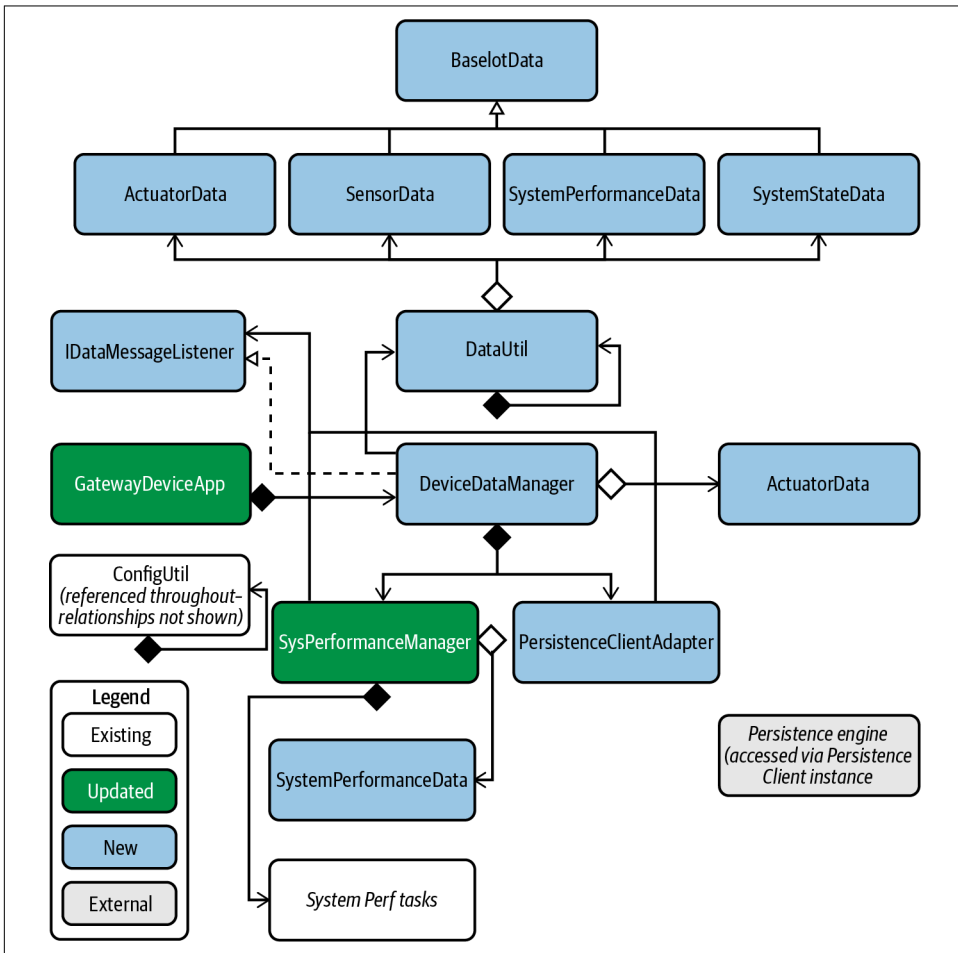 BaseIotData
ActuatorData
SensorData
SystemPerformanceData
SystemStateData
IDataMessageListener
DataUtil
GatewayDeviceApp
DeviceDataManager
ActuatorData
ConfigUtil
(referenced throughout–
relationships not shown)
SysPerformanceManager
PersistenceClientAdapter
Legend
Existing
Updated
New
External
SystemPerformanceData
Persistence engine
(accessed via Persistence
Client instance
System Perf tasks